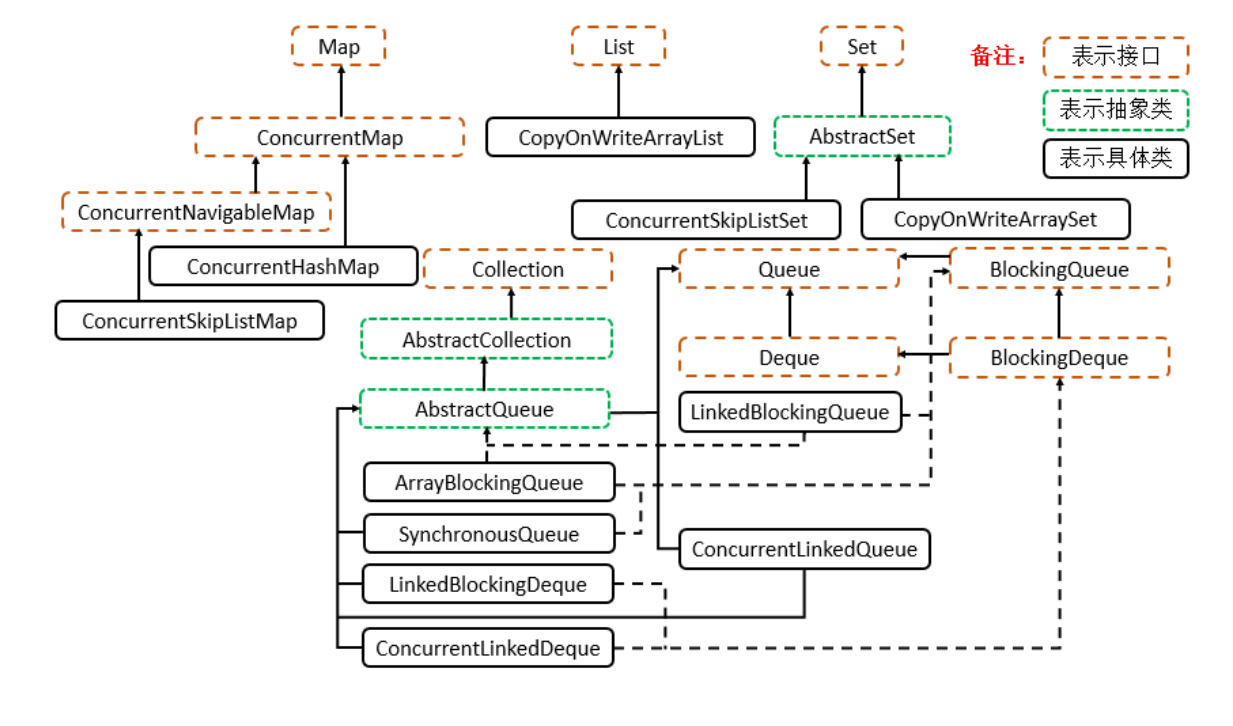 Map
List
Set
备注：
表示接口
表示抽象类
表示具体类
ConcurrentMap
CopyOnWriteArrayList
AbstractSet
ConcurrentNavigableMap
ConcurrentSkipListSet
CopyOnWriteArraySet
ConcurrentHashMap
Collection
Queue
BlockingQueue
ConcurrentSkipListMap
AbstractCollection
Deque
BlockingDeque
AbstractQueue
LinkedBlockingQueue
ArrayBlockingQueue
SynchronousQueue
ConcurrentLinkedQueue
LinkedBlockingDeque
ConcurrentLinkedDeque